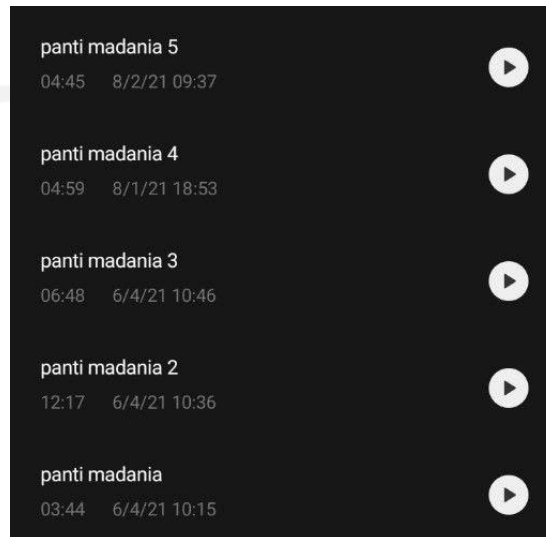 panti madania 5
04:45 8/2/21 09:37
panti madania 4
04:59 8/1/21 18:53
panti madania 3
06:48 6/4/21 10:46
panti madania 2
12:17 6/4/21 10:36
panti madania
03:44 6/4/21 10:15